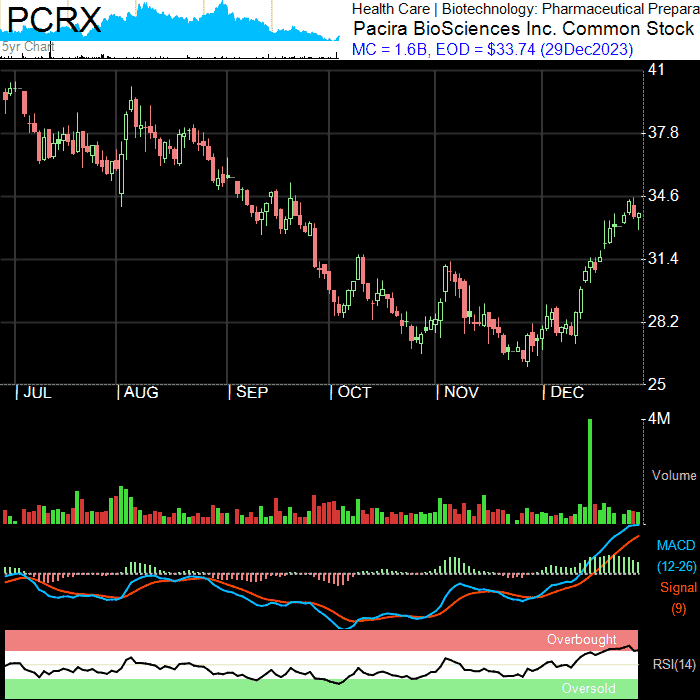 PCRX
5yr Chart
Health Care | Biotechnology: Pharmaceutical Prepara
Pacira BioSciences Inc. Common Stock
MC = 1.6B, EOD = $33.74 (29Dec2023)
41
37.8
34.6
31.4
28.2
25
JUL
AUG
SEP
OCT
NOV
DEC
4M
Volume
MACD
(12-26)
Signal
(9)
Overbought
RSI(14)
Oversold